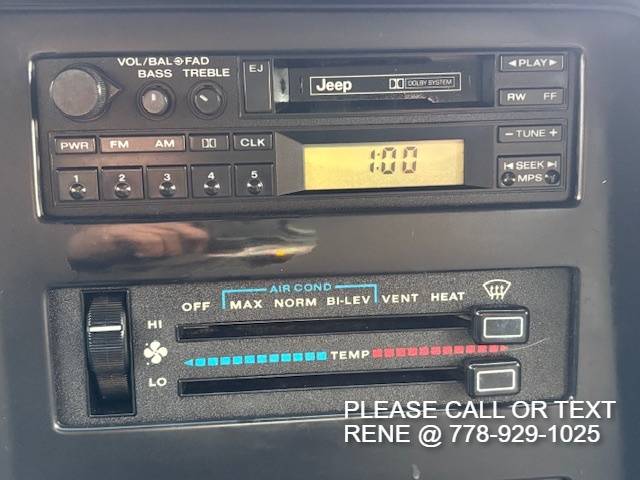 VOL/BAL FAD
BASS TREBLE
EJ
Jeep DOLBY SYSTEM
◄ PLAY ►
RW FF
PWR FM AM CLK
1:00
– TUNE +
SEEK
MPS
1 2 3 4 5
AIR COND
OFF MAX NORM BI-LEV VENT HEAT
HI
TEMP
LO
PLEASE CALL OR TEXT
RENE @ 778-929-1025